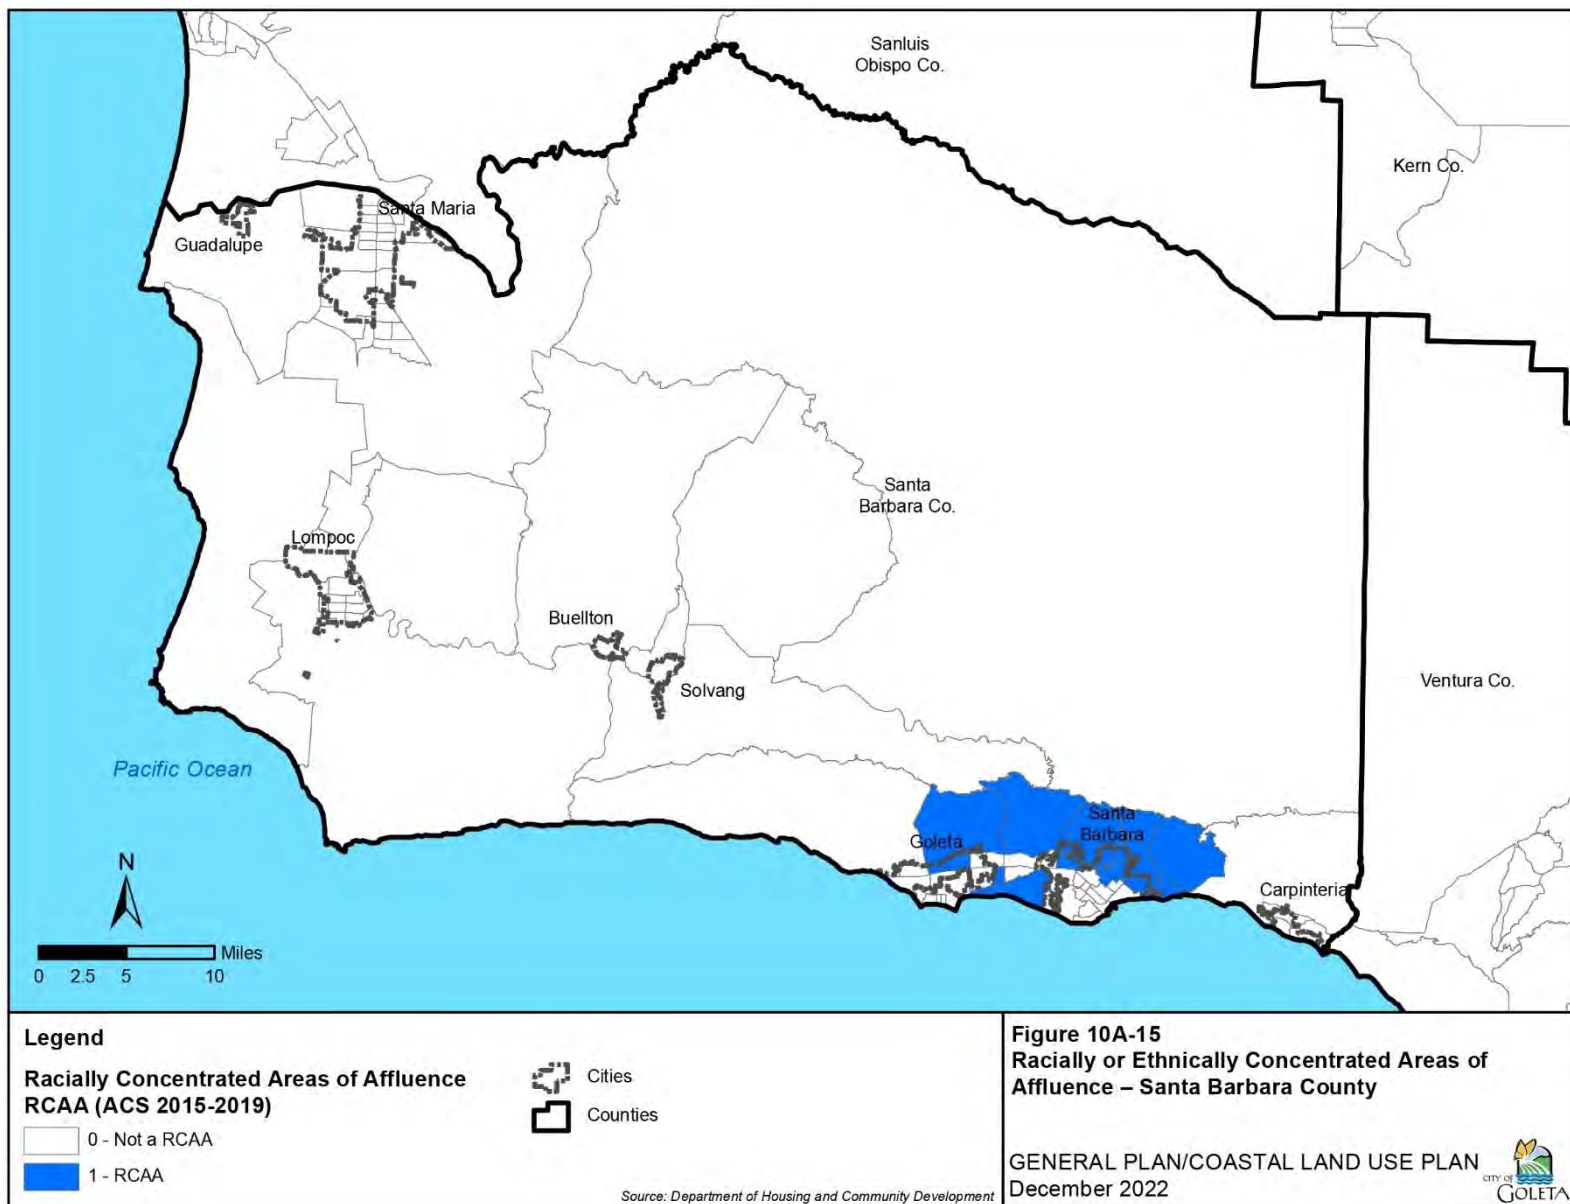 Sanluis
Obispo Co.
Kern Co.
Santa Maria
Guadalupe
Santa
Barbara Co.
Lompoc
Buellton
Solvang
Ventura Co.
Pacific Ocean
Santa
Barbara
Goleta
Carpinteria
N
Miles
0 2.5 5 10
Legend
Racially Concentrated Areas of Affluence
RCAA (ACS 2015-2019)
0 - Not a RCAA
1 - RCAA
Cities
Counties
Source: Department of Housing and Community Development
Figure 10A-15
Racially or Ethnically Concentrated Areas of
Affluence – Santa Barbara County
GENERAL PLAN/COASTAL LAND USE PLAN
December 2022
CITY OF
GOLETA